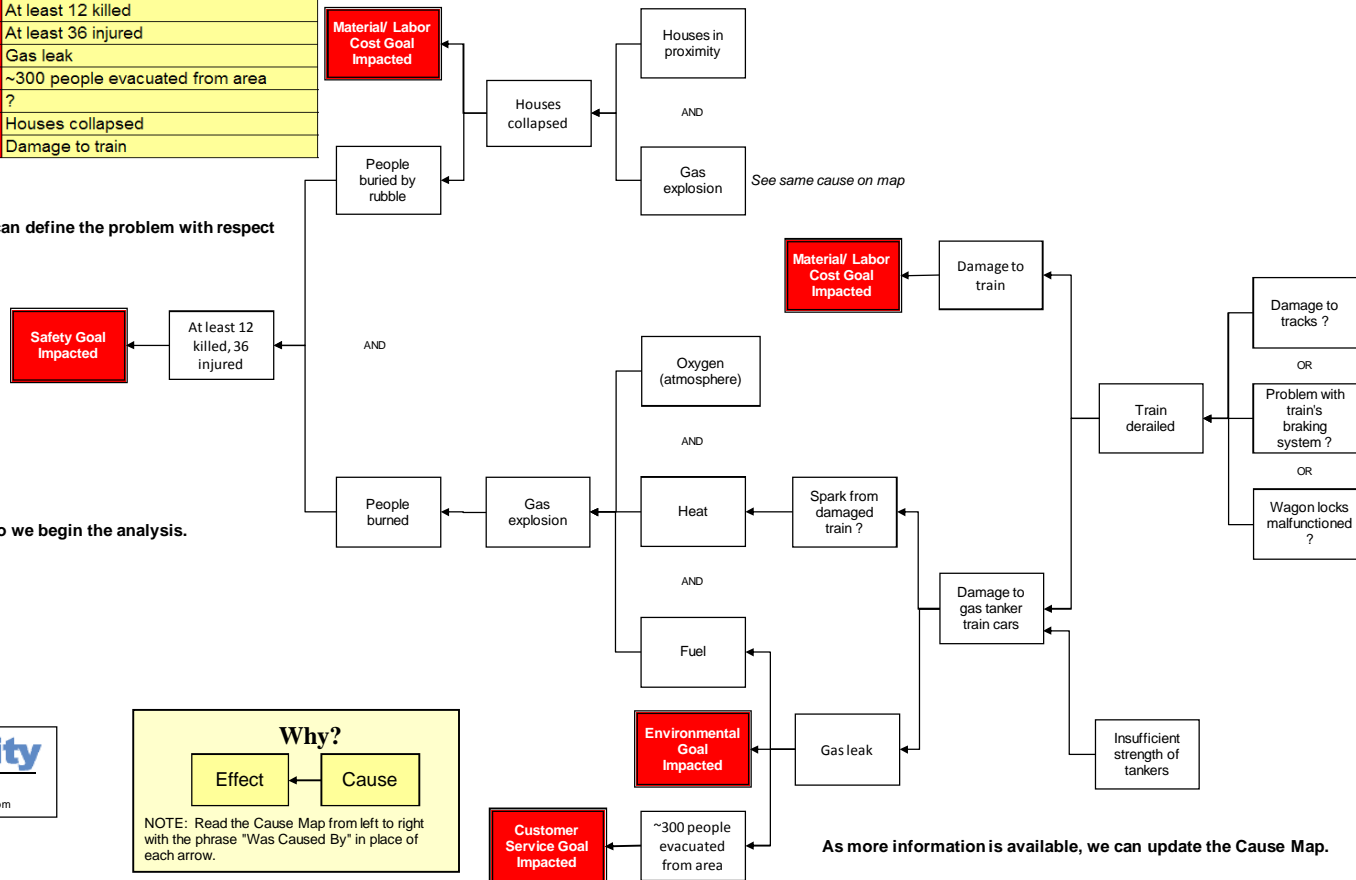 At least 12 killed
At least 36 injured
Gas leak
~300 people evacuated from area
?
Houses collapsed
Damage to train
Material/ Labor
Cost Goal
Impacted
Houses in
proximity
Houses
collapsed
AND
People
buried by
rubble
Gas
explosion
See same cause on map
can define the problem with respect
Material/ Labor
Cost Goal
Impacted
Damage to
train
Damage to
tracks ?
Safety Goal
Impacted
At least 12
killed, 36
injured
AND
Oxygen
(atmosphere)
OR
Train
derailed
Problem with
train's
braking
system ?
AND
OR
People
burned
Gas
explosion
Heat
Spark from
damaged
train ?
Wagon locks
malfunctioned
?
o we begin the analysis.
AND
Damage to
gas tanker
train cars
Fuel
Why?
Effect
Cause
NOTE: Read the Cause Map from left to right
with the phrase "Was Caused By" in place of
each arrow.
ity
om
Environmental
Goal
Impacted
Gas leak
Insufficient
strength of
tankers
Customer
Service Goal
Impacted
~300 people
evacuated
from area
As more information is available, we can update the Cause Map.